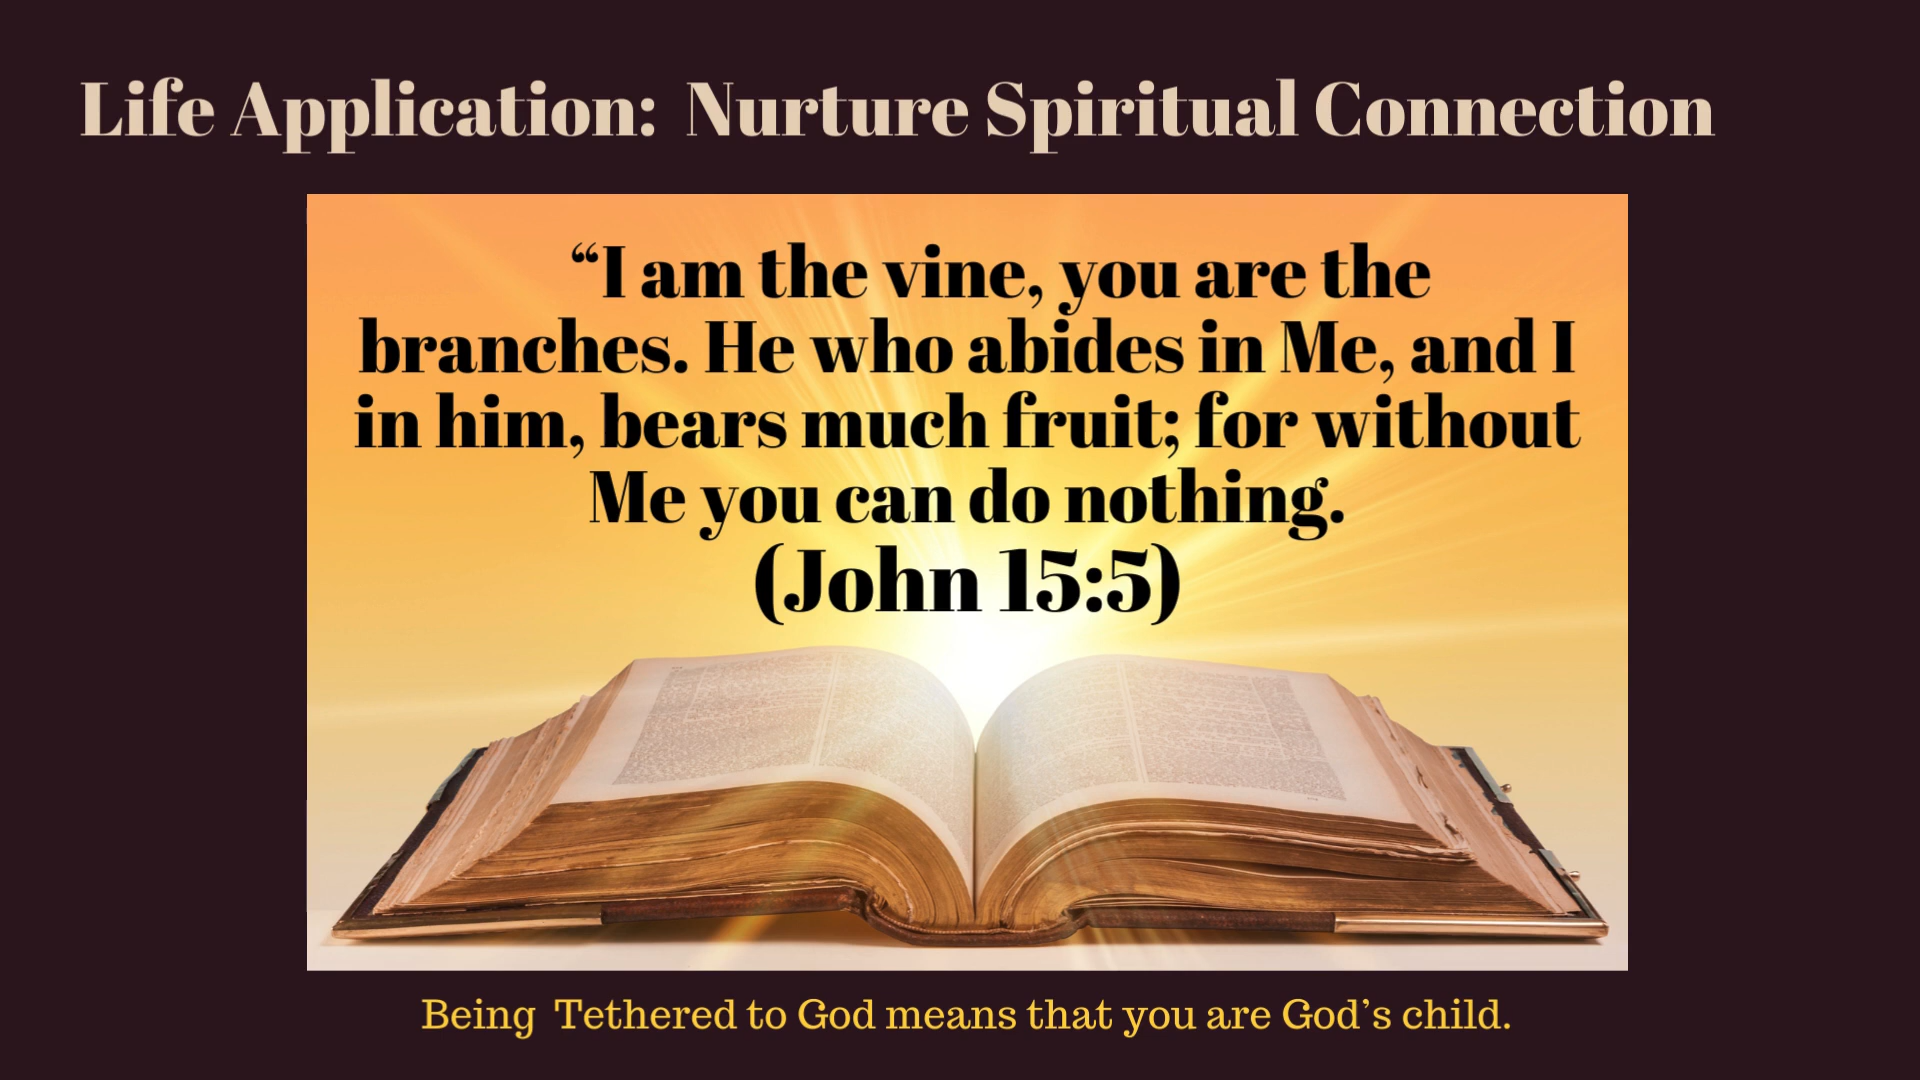 Life Application:  Nurture Spiritual Connection
“I am the vine, you are the
branches. He who abides in Me, and I
in him, bears much fruit; for without
Me you can do nothing.
(John 15:5)
Being  Tethered to God means that you are God’s child.